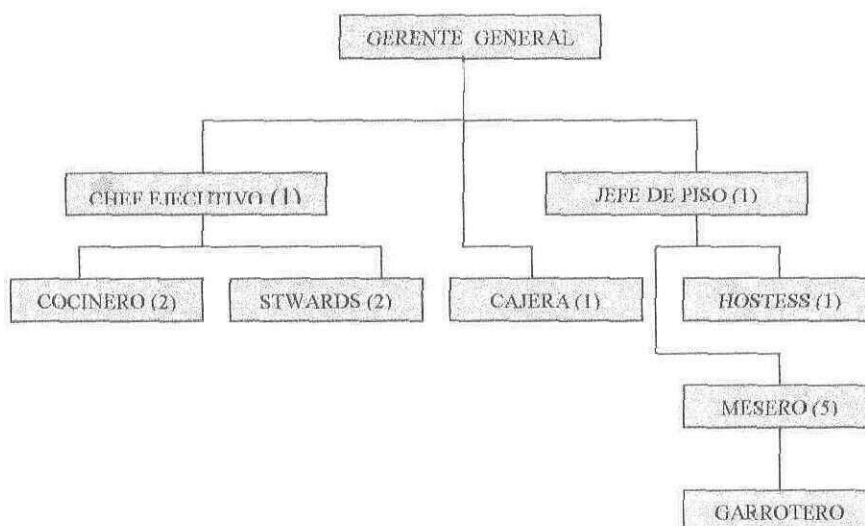 GERENTE GENERAL
CHEF EJECUTIVO (1)
JEFE DE PISO (1)
COCINERO (2)
STWARDS (2)
CAJERA (1)
HOSTESS (1)
MESERO (5)
GARROTERO